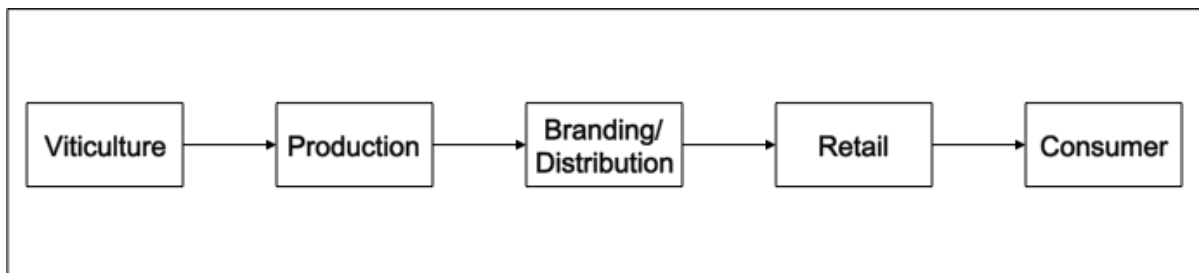 Viticulture
Production
Branding/
Distribution
Retail
Consumer